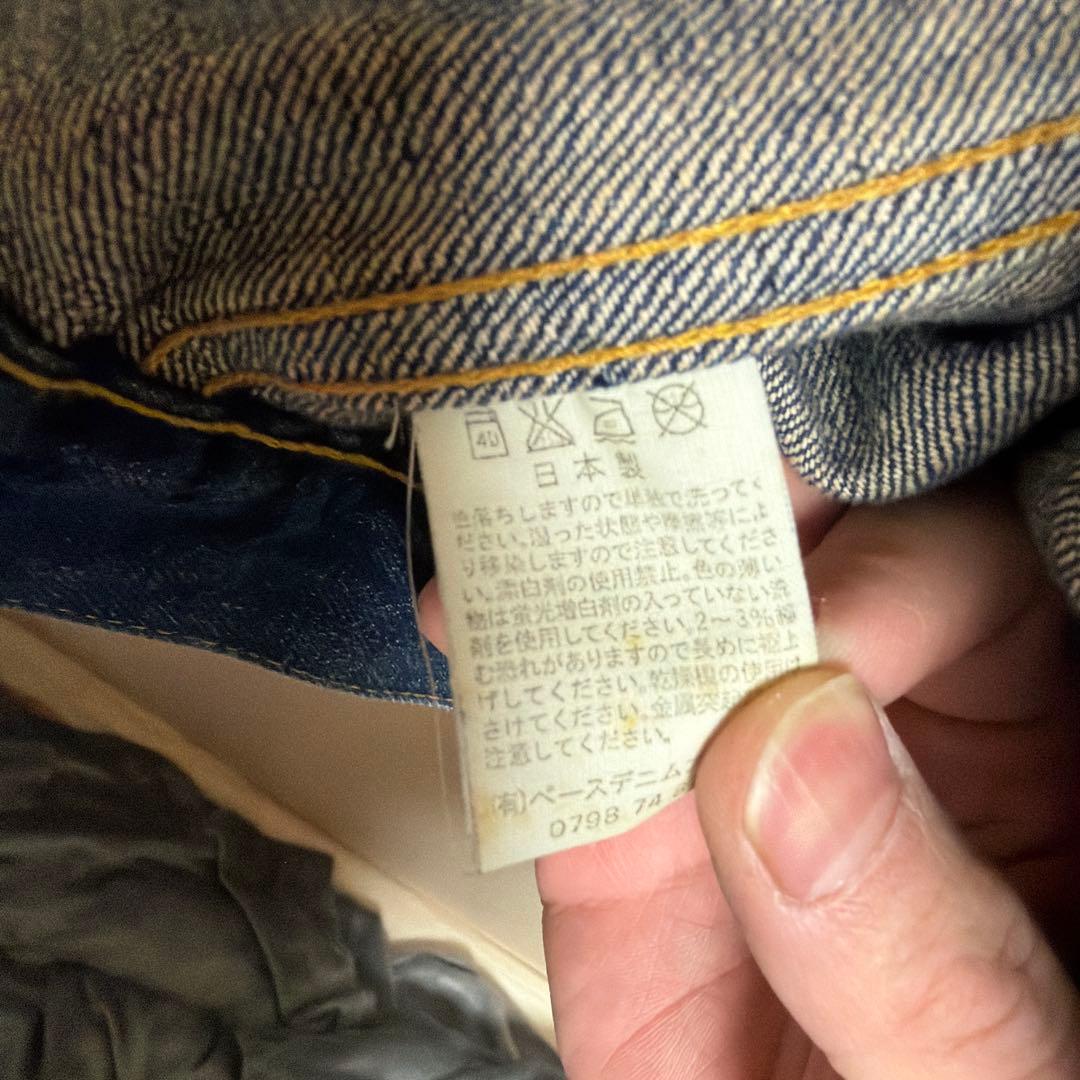 40
日本製
色落ちしますので単独で洗ってく
ださい。湿った状態や摩擦等によ
り移染しますので注意してくださ
い。漂白剤の使用禁止。色の薄い
物は蛍光増白剤の入っていない洗
剤を使用してください。2～3%縮
む恐れがありますので長めに裾上
げしてください。乾燥機の使用は
さけてください。金属突起
注意してください。
(有)ベースデニム
0798 74